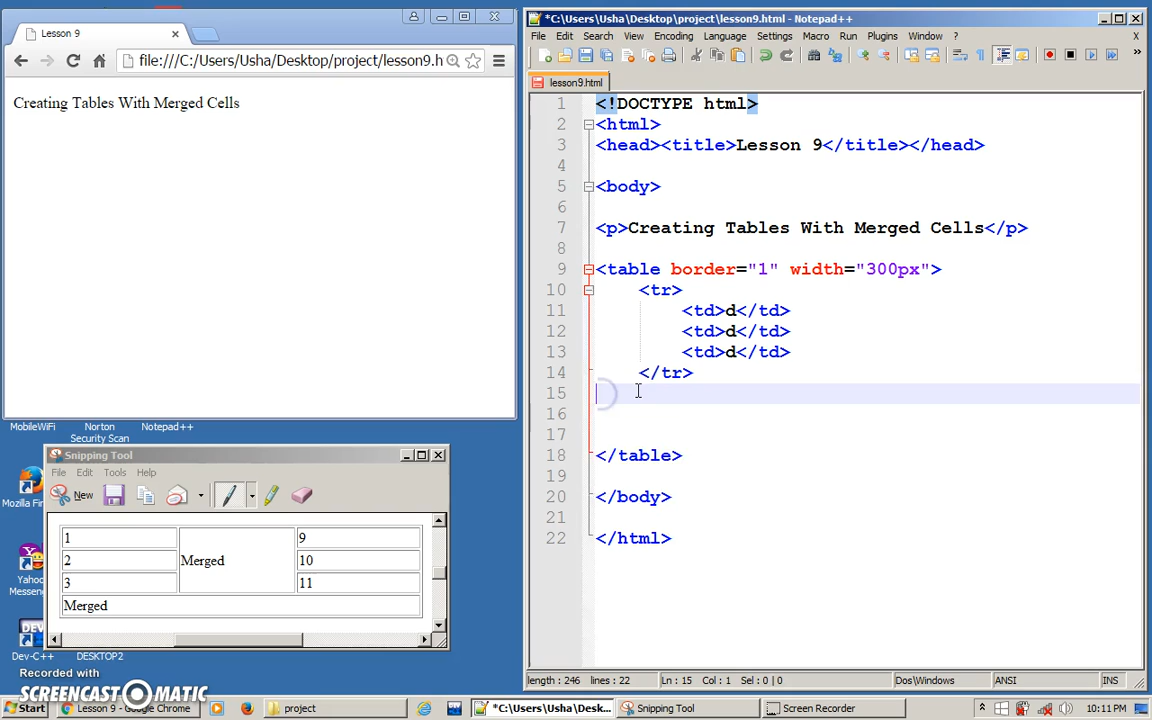 Lesson 9
file:///C:/Users/Usha/Desktop/project/lesson9.h
Creating Tables With Merged Cells
MobileWiFi
Norton
Security Scan
Notepad++
Mozilla Fir
Yahoo
Messeng
Dev-C++
DESKTOP2
Snipping Tool
File Edit Tools Help
New
1 9
2 Merged 10
3 11
Merged
Recorded with
SCREENCAST MATIC
*C:\Users\Usha\Desktop\project\lesson9.html - Notepad++
File Edit Search View Encoding Language Settings Macro Run Plugins Window ? X
lesson9.html
1 <!DOCTYPE html>
2 <html>
3 <head><title>Lesson 9</title></head>
4
5 <body>
6
7 <p>Creating Tables With Merged Cells</p>
8
9 <table border="1" width="300px">
10 <tr>
11 <td>d</td>
12 <td>d</td>
13 <td>d</td>
14 </tr>
15
16
17
18 </table>
19
20 </body>
21
22 </html>
length : 246 lines : 22 Ln : 15 Col : 1 Sel : 0 | 0 Dos\Windows ANSI INS
Start Lesson 9 - Google Chrome project *C:\Users\Usha\Desk... Snipping Tool Screen Recorder 10:11 PM